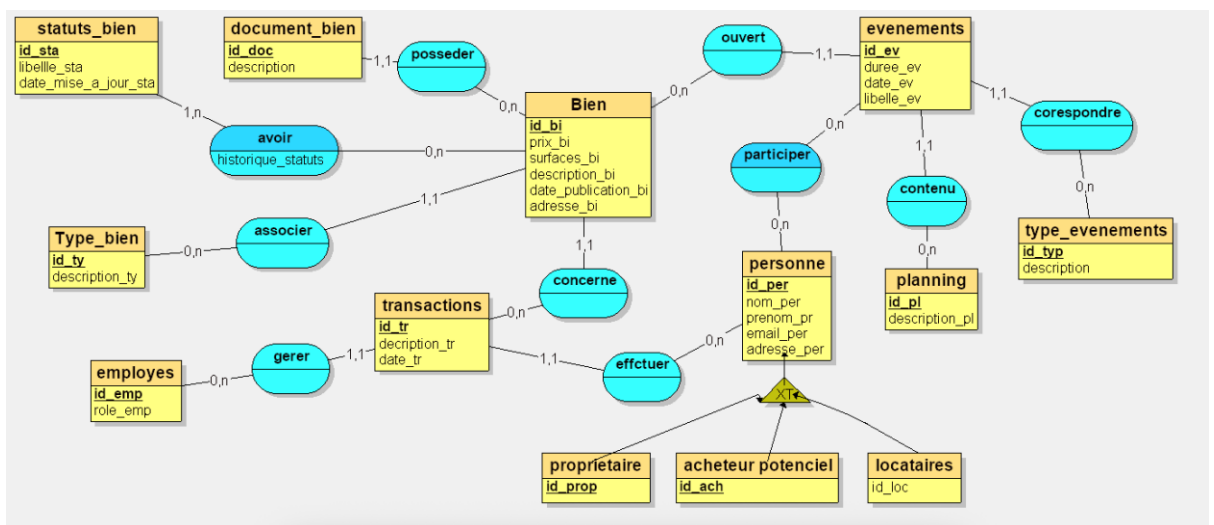 statuts_bien
id_sta
libellle_sta
date_mise_a_jour_sta
document_bien
id_doc
description
1,1
posseder
0,n
ouvert
0,n
1,1
evenements
id_ev
duree_ev
date_ev
libelle_ev
1,1
corespondre
0,n
type_evenements
id_typ
description
1,n
avoir
historique_statuts
0,n
Bien
id_bi
prix_bi
surfaces_bi
description_bi
date_publication_bi
adresse_bi
0,n
participer
0,n
1,1
contenu
0,n
planning
id_pl
description_pl
Type_bien
id_ty
description_ty
0,n
associer
1,1
1,1
concerne
0,n
personne
id_per
nom_per
prenom_pr
email_per
adresse_per
transactions
id_tr
decription_tr
date_tr
employes
id_emp
role_emp
0,n
gerer
1,1
1,1
effctuer
0,n
XT
proprietaire
id_prop
acheteur potenciel
id_ach
locataires
id_loc